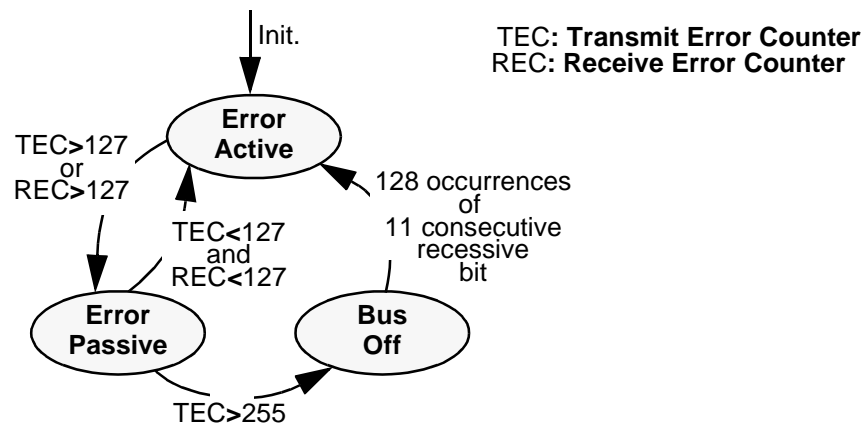 Init.
TEC: Transmit Error Counter
REC: Receive Error Counter
Error
Active
TEC>127
or
REC>127
128 occurrences
of
11 consecutive
recessive
bit
TEC<127
and
REC<127
Error
Passive
Bus
Off
TEC>255